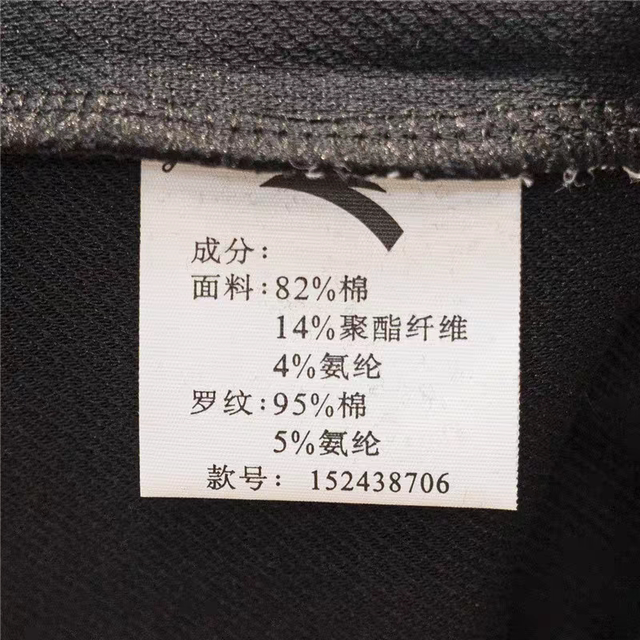 成分:
面料:82%棉
14%聚酯纤维
4%氨纶
罗纹:95%棉
5%氨纶
款号: 152438706